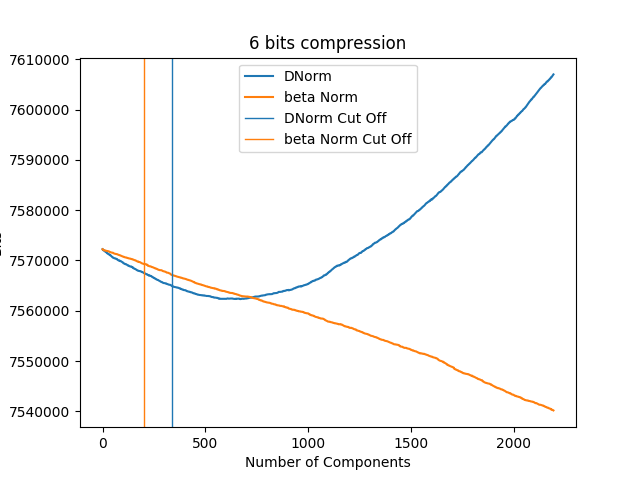 6 bits compression
7610000
7600000
7590000
7580000
7570000
7560000
7550000
7540000
DNorm
beta Norm
DNorm Cut Off
beta Norm Cut Off
0 500 1000 1500 2000
Number of Components